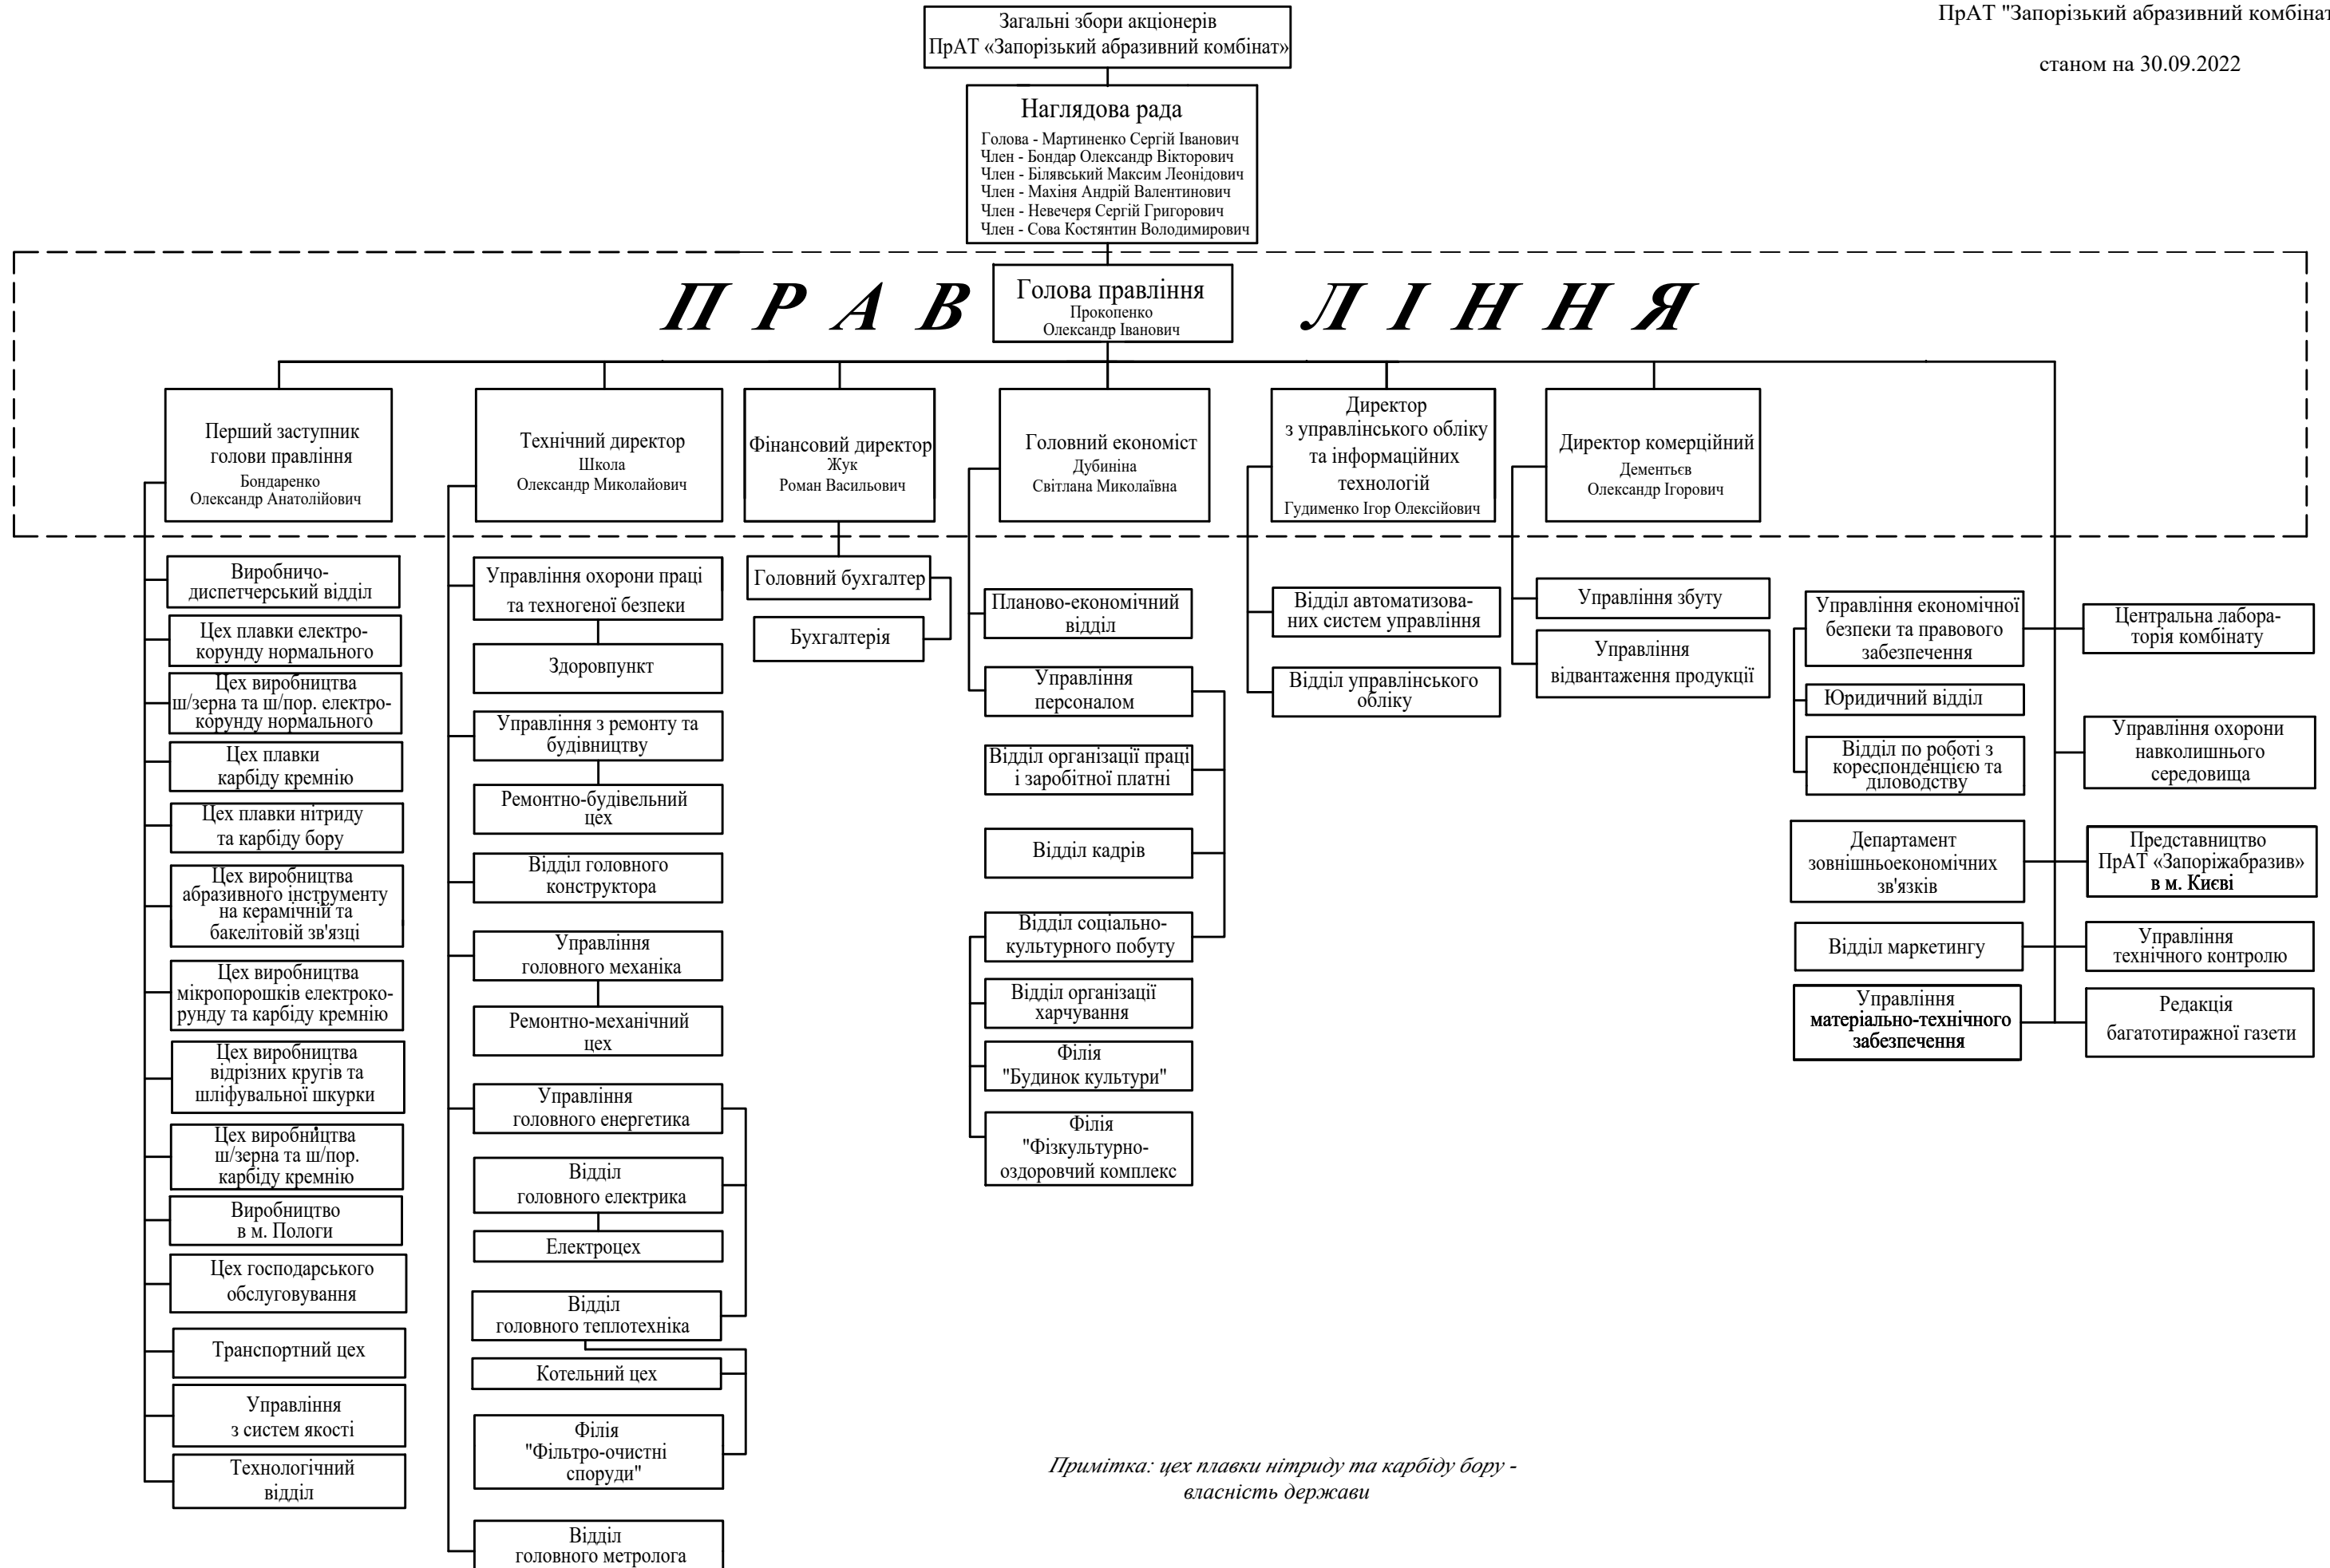 ПрАТ "Запорізький абразивний комбінат
станом на 30.09.2022
Загальні збори акціонерів
ПрАТ «Запорізький абразивний комбінат»
Наглядова рада
Голова - Мартиненко Сергій Іванович
Член - Бондар Олександр Вікторович
Член - Білявський Максим Леонідович
Член - Махіня Андрій Валентинович
Член - Невечеря Сергій Григорович
Член - Сова Костянтин Володимирович
П Р А В Л І Н Н Я
Голова правління
Прокопенко
Олександр Іванович
Перший заступник
голови правління
Бондаренко
Олександр Анатолійович
Технічний директор
Школа
Олександр Миколайович
Фінансовий директор
Жук
Роман Васильович
Головний економіст
Дубиніна
Світлана Миколаївна
Директор
з управлінського обліку
та інформаційних
технологій
Гудименко Ігор Олексійович
Директор комерційний
Дементьєв
Олександр Ігорович
Виробничо-
диспетчерський відділ
Цех плавки електро-
корунду нормального
Цех виробництва
ш/зерна та ш/пор. електро-
корунду нормального
Цех плавки
карбіду кремнію
Цех плавки нітриду
та карбіду бору
Цех виробництва
абразивного інструменту
на керамічній та
бакелітовій зв'язці
Цех виробництва
мікропорошків електроко-
рунду та карбіду кремнію
Цех виробництва
відрізних кругів та
шліфувальної шкурки
Цех виробництва
ш/зерна та ш/пор.
карбіду кремнію
Виробництво
в м. Пологи
Цех господарського
обслуговування
Транспортний цех
Управління
з систем якості
Технологічний
відділ
Управління охорони праці
та техногеної безпеки
Здоровпункт
Управління з ремонту та
будівництву
Ремонтно-будівельний
цех
Відділ головного
конструктора
Управління
головного механіка
Ремонтно-механічний
цех
Управління
головного енергетика
Відділ
головного електрика
Електроцех
Відділ
головного теплотехніка
Котельний цех
Філія
"Фільтро-очистні
споруди"
Відділ
головного метролога
Головний бухгалтер
Бухгалтерія
Планово-економічний
відділ
Управління
персоналом
Відділ організації праці
і заробітної платні
Відділ кадрів
Відділ соціально-
культурного побуту
Відділ організації
харчування
Філія
"Будинок культури"
Філія
"Фізкультурно-
оздоровчий комплекс
Відділ автоматизова-
них систем управління
Відділ управлінського
обліку
Управління збуту
Управління
відвантаження продукції
Управління економічної
безпеки та правового
забезпечення
Юридичний відділ
Відділ по роботі з
кореспонденцією та
діловодству
Департамент
зовнішньоекономічних
зв'язків
Відділ маркетингу
Управління
матеріально-технічного
забезпечення
Центральна лабора-
торія комбінату
Управління охорони
навколишнього
середовища
Представництво
ПрАТ «Запоріжабразив»
в м. Києві
Управління
технічного контролю
Редакція
багатотиражної газети
Примітка: цех плавки нітриду та карбіду бору -
власність держави